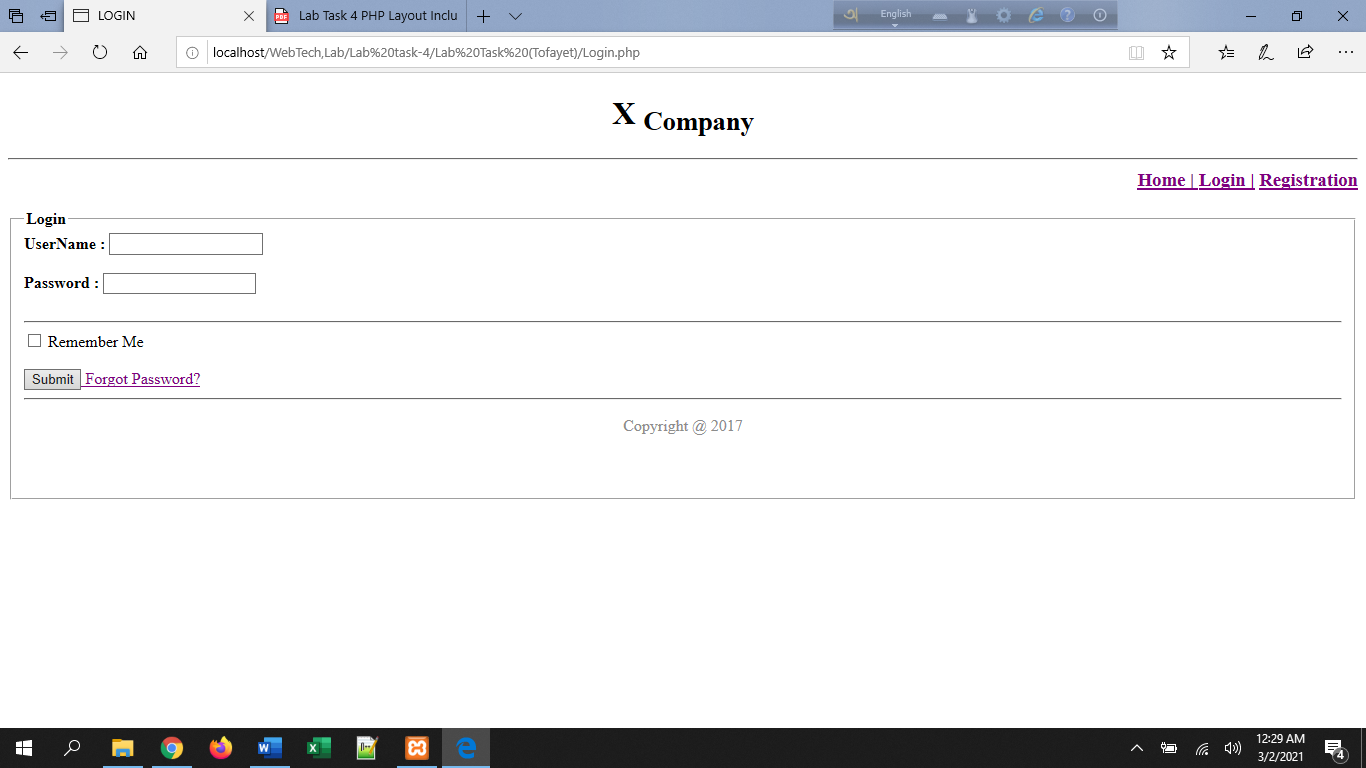 LOGIN
Lab Task 4 PHP Layout Inclu
অ English
localhost/WebTech,Lab/Lab%20task-4/Lab%20Task%20(Tofayet)/Login.php
X Company
Home | Login | Registration
Login
UserName :
Password :
Remember Me
Submit Forgot Password?
Copyright @ 2017
12:29 AM
3/2/2021
4